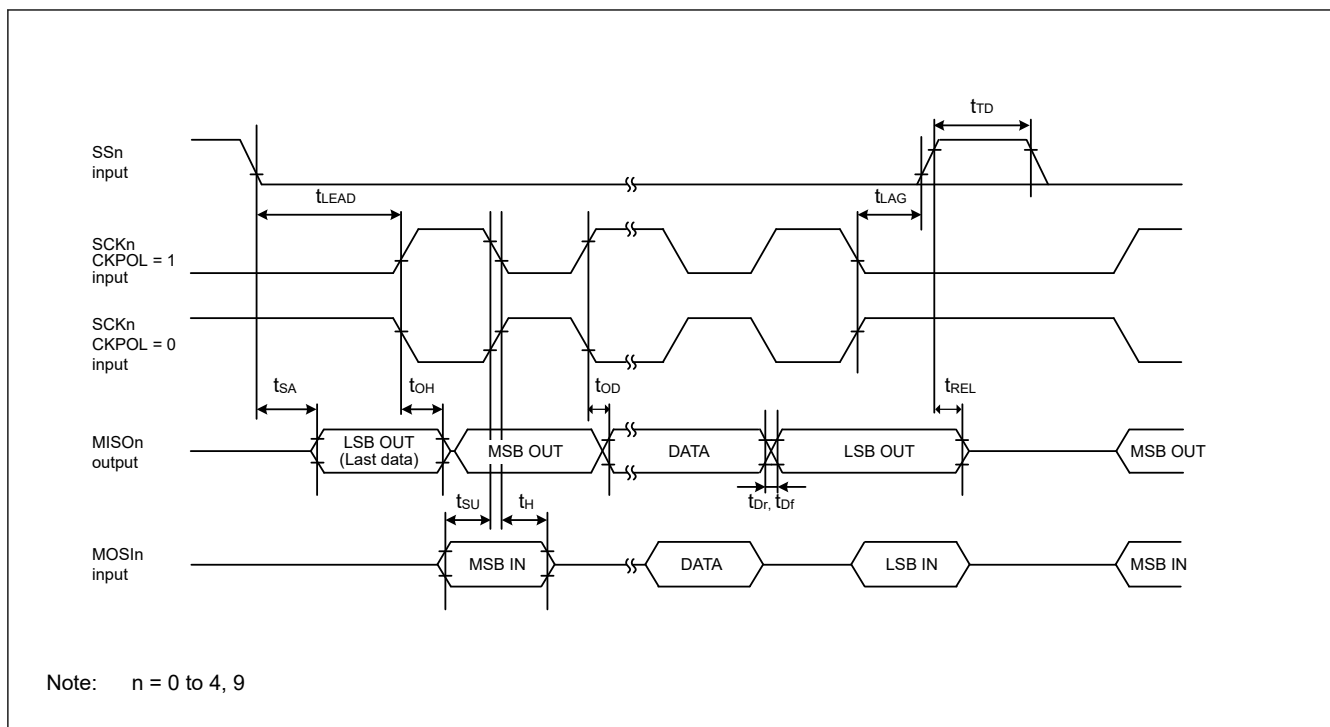 tTD
SSn
input
tLEAD
tLAG
SCKn
CKPOL = 1
input
SCKn
CKPOL = 0
input
tSA
tOH
tOD
tREL
MISOn
output
LSB OUT
(Last data)
MSB OUT
DATA
LSB OUT
MSB OUT
tSU
tH
tDr, tDf
MOSIn
input
MSB IN
DATA
LSB IN
MSB IN
Note: n = 0 to 4, 9